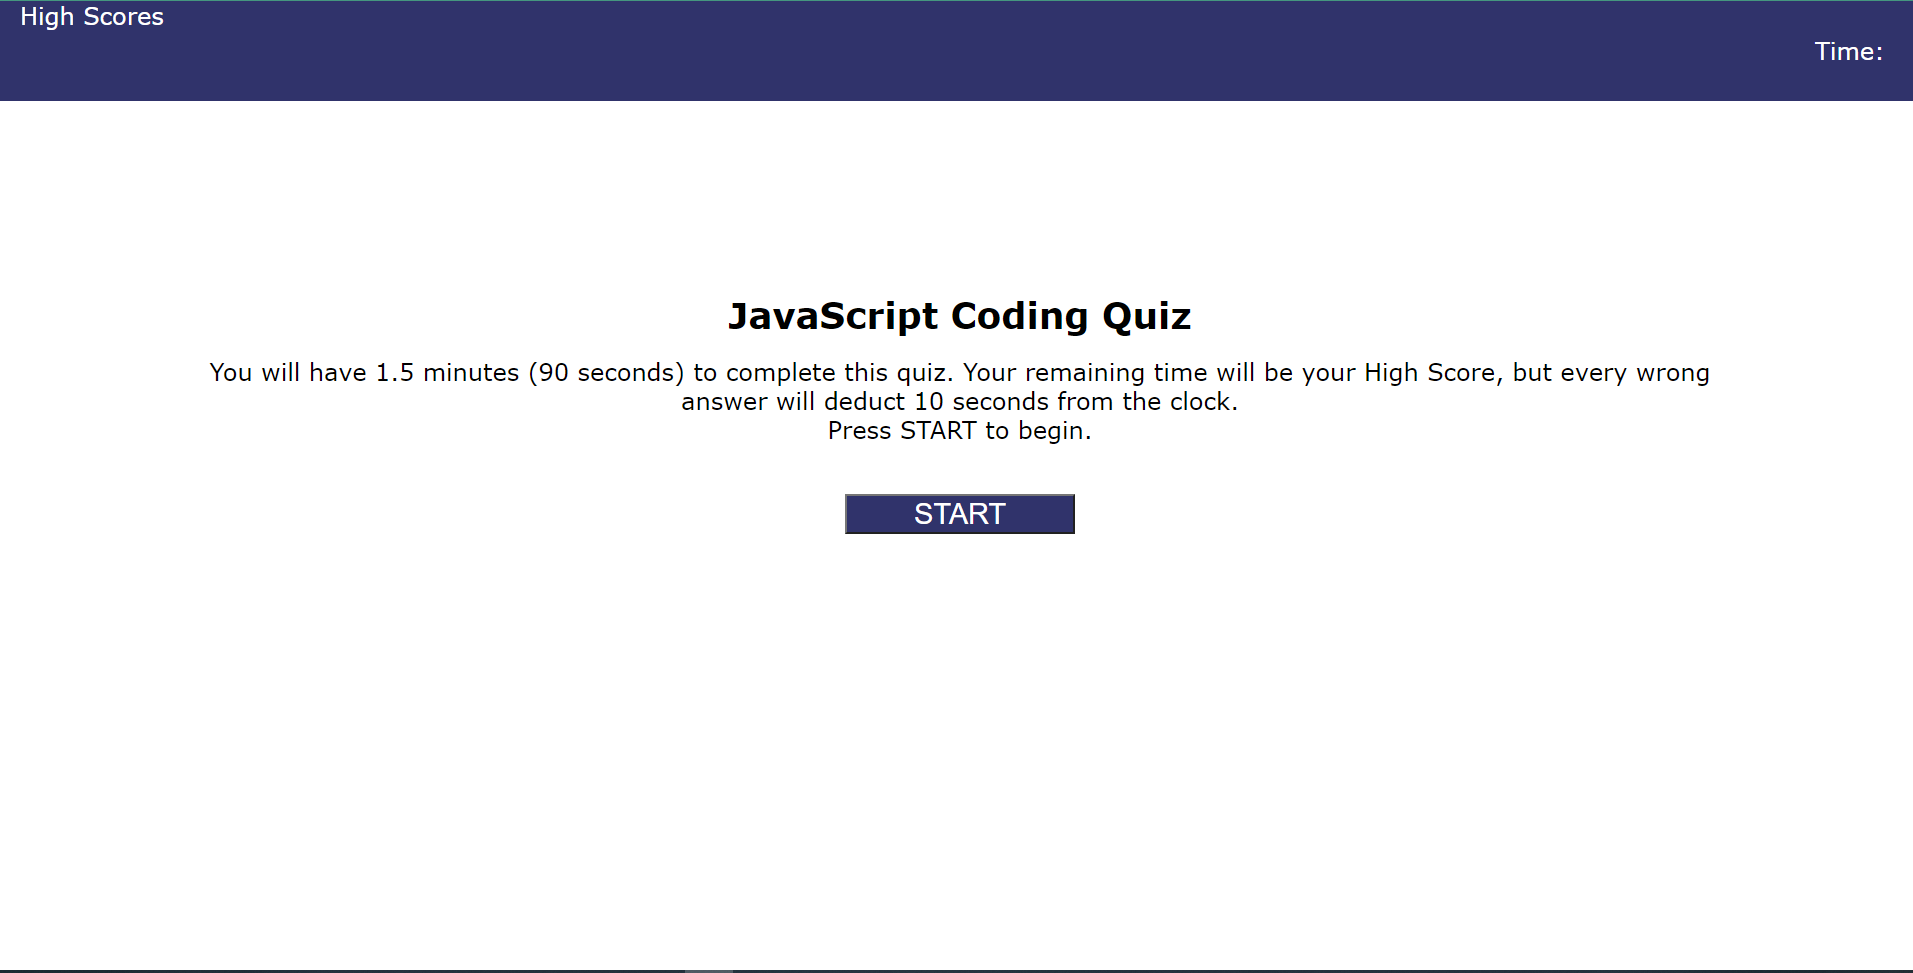 High Scores
Time:
JavaScript Coding Quiz
You will have 1.5 minutes (90 seconds) to complete this quiz. Your remaining time will be your High Score, but every wrong
answer will deduct 10 seconds from the clock.
Press START to begin.
START